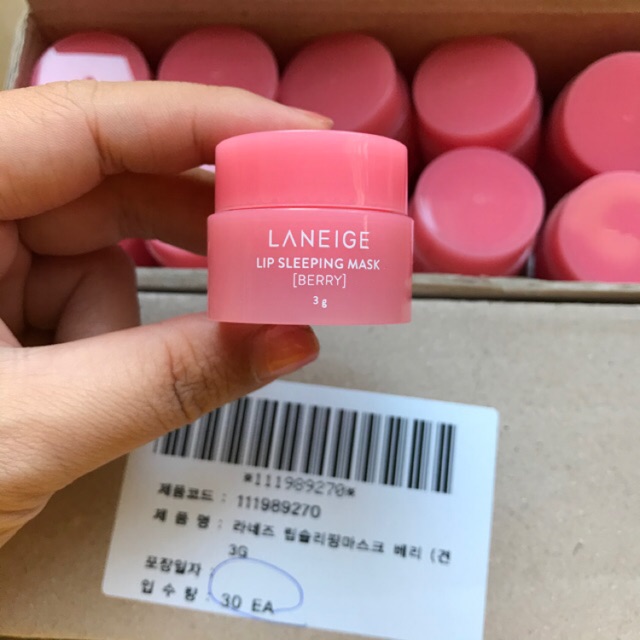 LANEIGE
LIP SLEEPING MASK
[BERRY]
3 g
*111989270*
제품코드 : 111989270
제 품 명 : 라네즈 립슬리핑마스크 베리 (견
3G
포장일자 :
입 수 량 : 30 EA